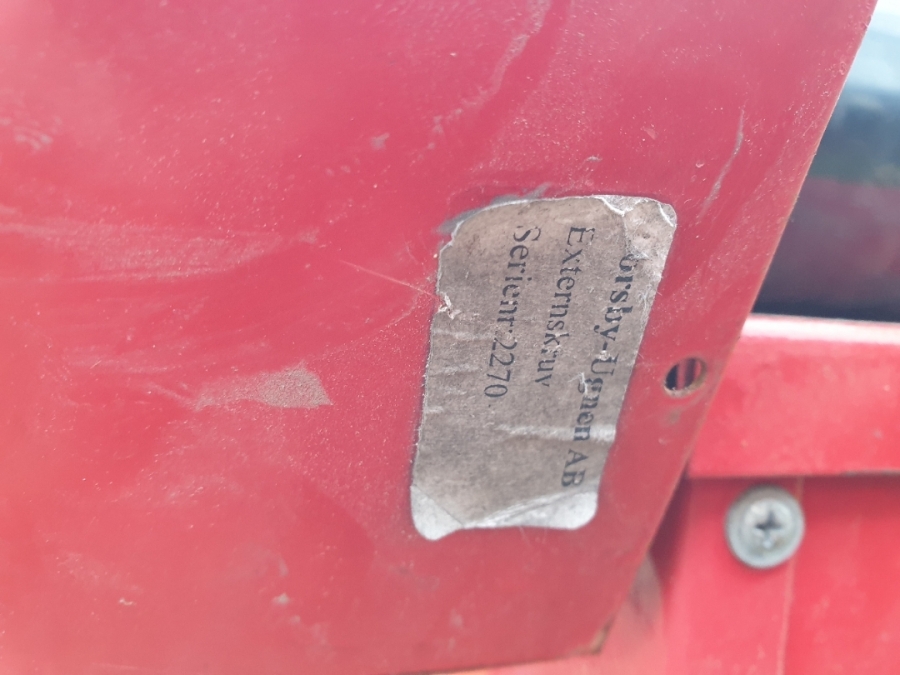 Ugnen AB
Externskruv
Serienr 2270